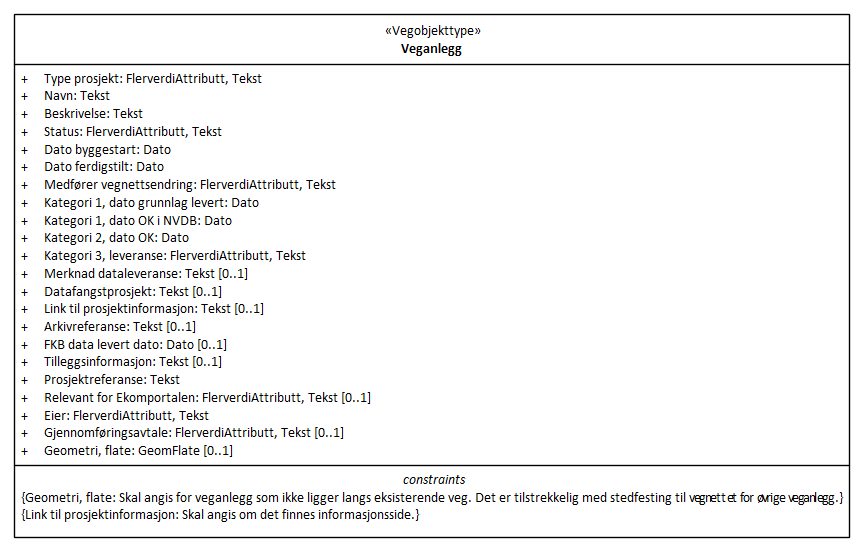 «Vegobjekttype»
Veganlegg
+ Type prosjekt: FlerverdiAttributt, Tekst
+ Navn: Tekst
+ Beskrivelse: Tekst
+ Status: FlerverdiAttributt, Tekst
+ Dato byggestart: Dato
+ Dato ferdigstilt: Dato
+ Medfører vegnettsendring: FlerverdiAttributt, Tekst
+ Kategori 1, dato grunnlag levert: Dato
+ Kategori 1, dato OK i NVDB: Dato
+ Kategori 2, dato OK: Dato
+ Kategori 3, leveranse: FlerverdiAttributt, Tekst
+ Merknad dataleveranse: Tekst [0..1]
+ Datafangstprosjekt: Tekst [0..1]
+ Link til prosjektinformasjon: Tekst [0..1]
+ Arkivreferanse: Tekst [0..1]
+ FKB data levert dato: Dato [0..1]
+ Tilleggsinformasjon: Tekst [0..1]
+ Prosjektreferanse: Tekst
+ Relevant for Ekomportalen: FlerverdiAttributt, Tekst [0..1]
+ Eier: FlerverdiAttributt, Tekst
+ Gjennomføringsavtale: FlerverdiAttributt, Tekst [0..1]
+ Geometri, flate: GeomFlate [0..1]
constraints
{Geometri, flate: Skal angis for veganlegg som ikke ligger langs eksisterende veg. Det er tilstrekkelig med stedfesting til vegnettet for øvrige veganlegg.}
{Link til prosjektinformasjon: Skal angis om det finnes informasjonsside.}